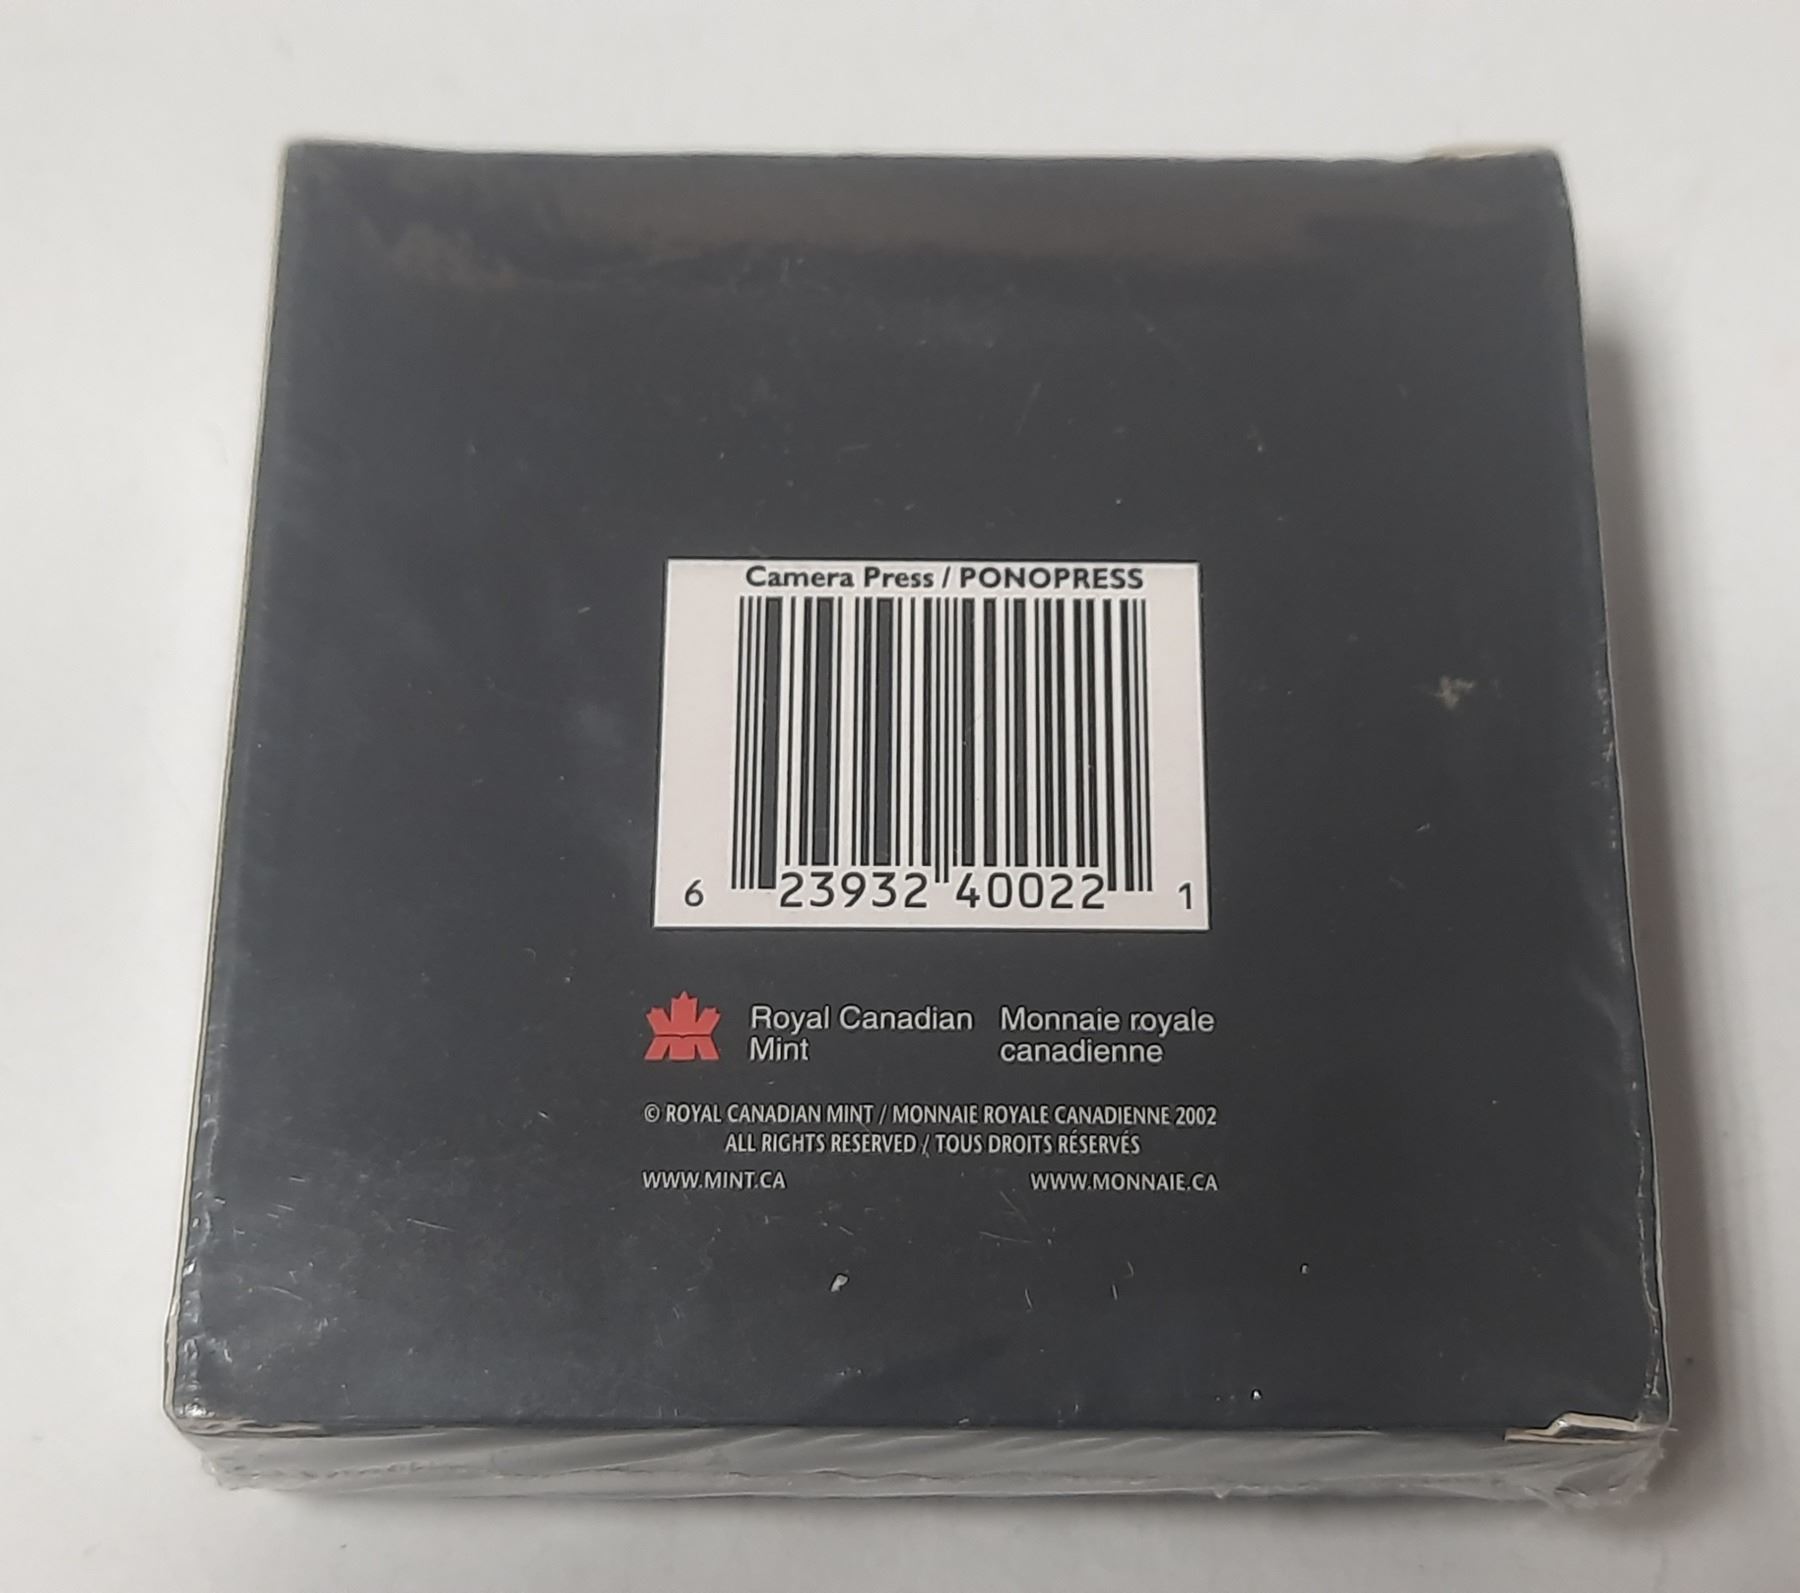 Camera Press / PONOPRESS
6 23932 40022 1
Royal Canadian Mint
Monnaie royale canadienne
© ROYAL CANADIAN MINT / MONNAIE ROYALE CANADIENNE 2002
ALL RIGHTS RESERVED / TOUS DROITS RÉSERVÉS
WWW.MINT.CA WWW.MONNAIE.CA